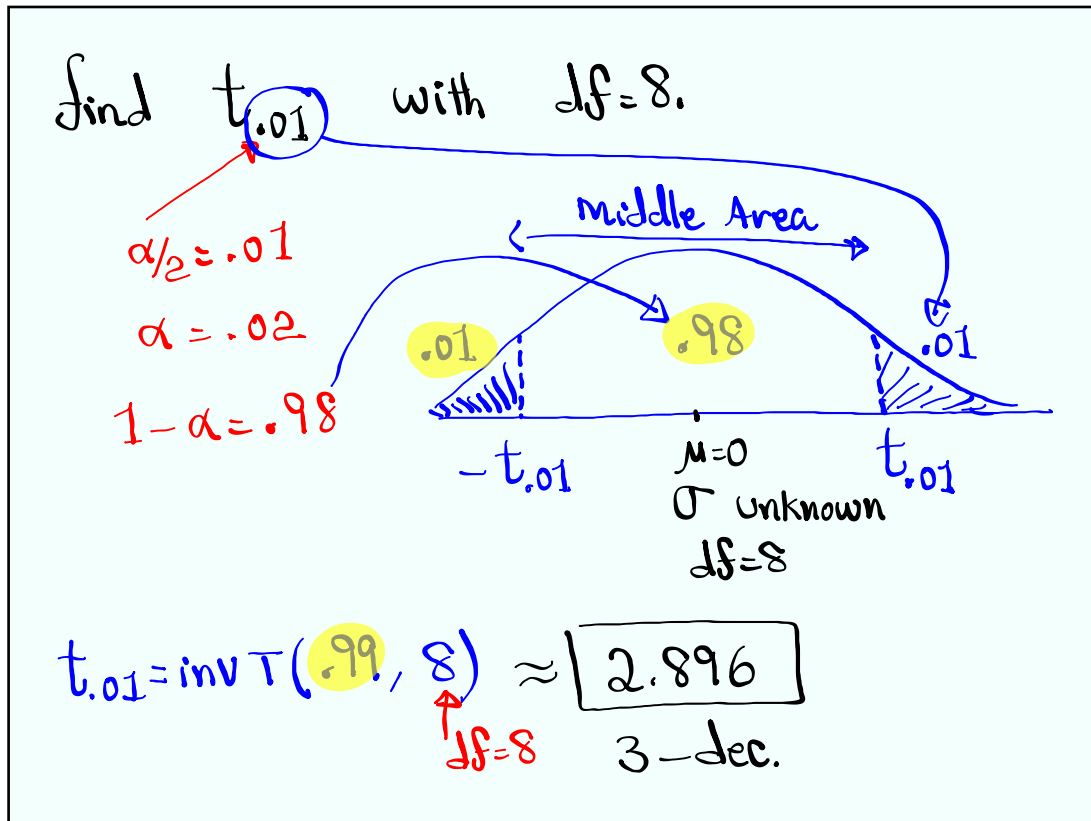 find t.01 with df=8.
Middle Area
α/2=.01
α=.02
1-α=.98
.01
.98
.01
-t.01
μ=0
t.01
σ unknown
df=8
t.01=invT(.99, 8) ≈ 2.896
df=8
3-dec.